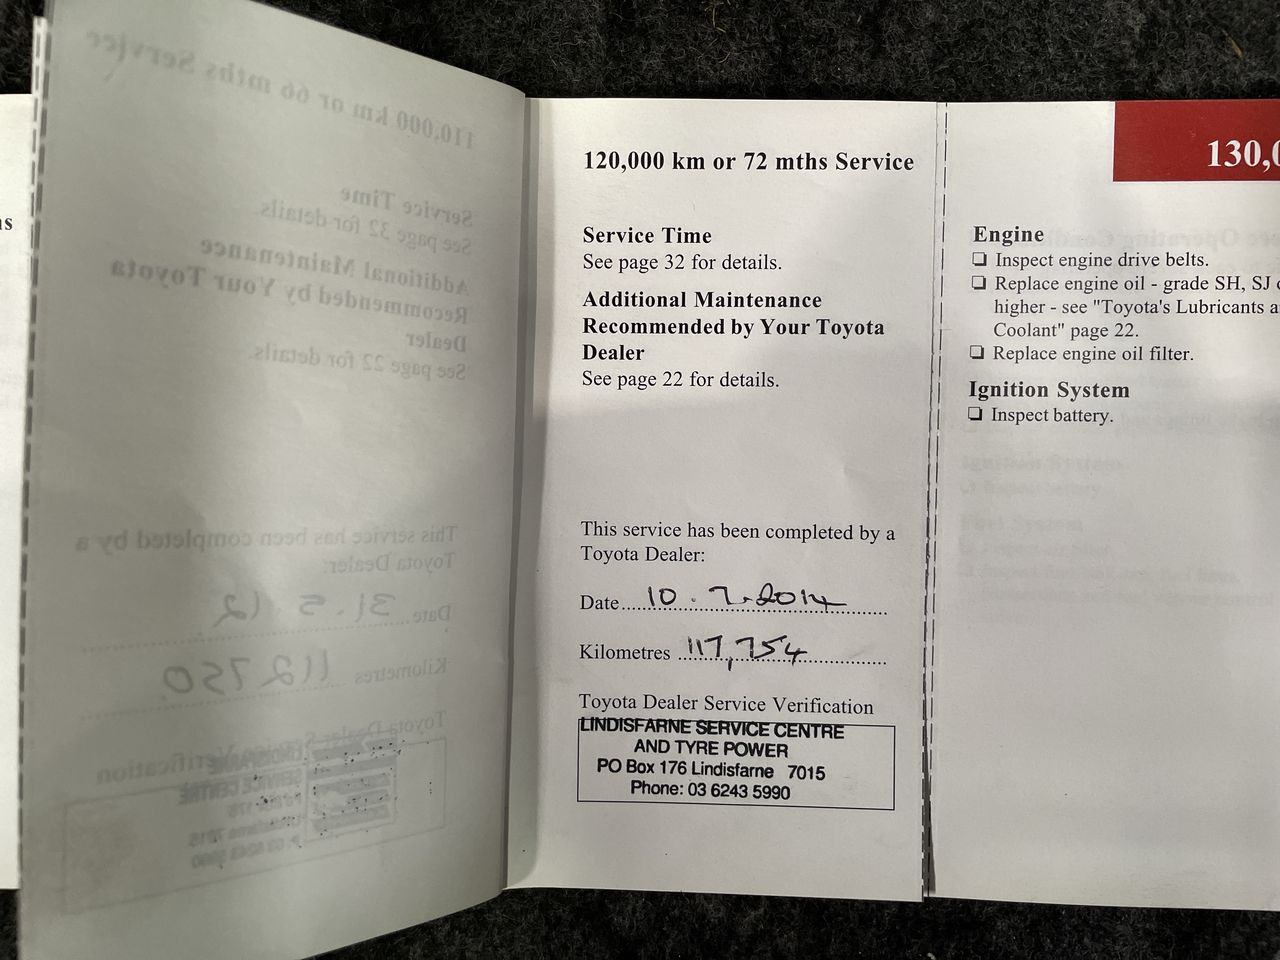 110,000 km or 66 mths Service
Service Time
See page 32 for details.
Additional Maintenance
Recommended by Your Toyota
Dealer
See page 22 for details.
This service has been completed by a
Toyota Dealer:
Date 31.5.12
Kilometres 112750
Toyota Dealer Service Verification
120,000 km or 72 mths Service
Service Time
See page 32 for details.
Additional Maintenance
Recommended by Your Toyota
Dealer
See page 22 for details.
This service has been completed by a
Toyota Dealer:
Date 10.7.2014
Kilometres 117,754
Toyota Dealer Service Verification
LINDISFARNE SERVICE CENTRE
AND TYRE POWER
PO Box 176 Lindisfarne 7015
Phone: 03 6243 5990
130,0
Engine
❑ Inspect engine drive belts.
❑ Replace engine oil - grade SH, SJ
higher - see "Toyota's Lubricants a
Coolant" page 22.
❑ Replace engine oil filter.
Ignition System
❑ Inspect battery.